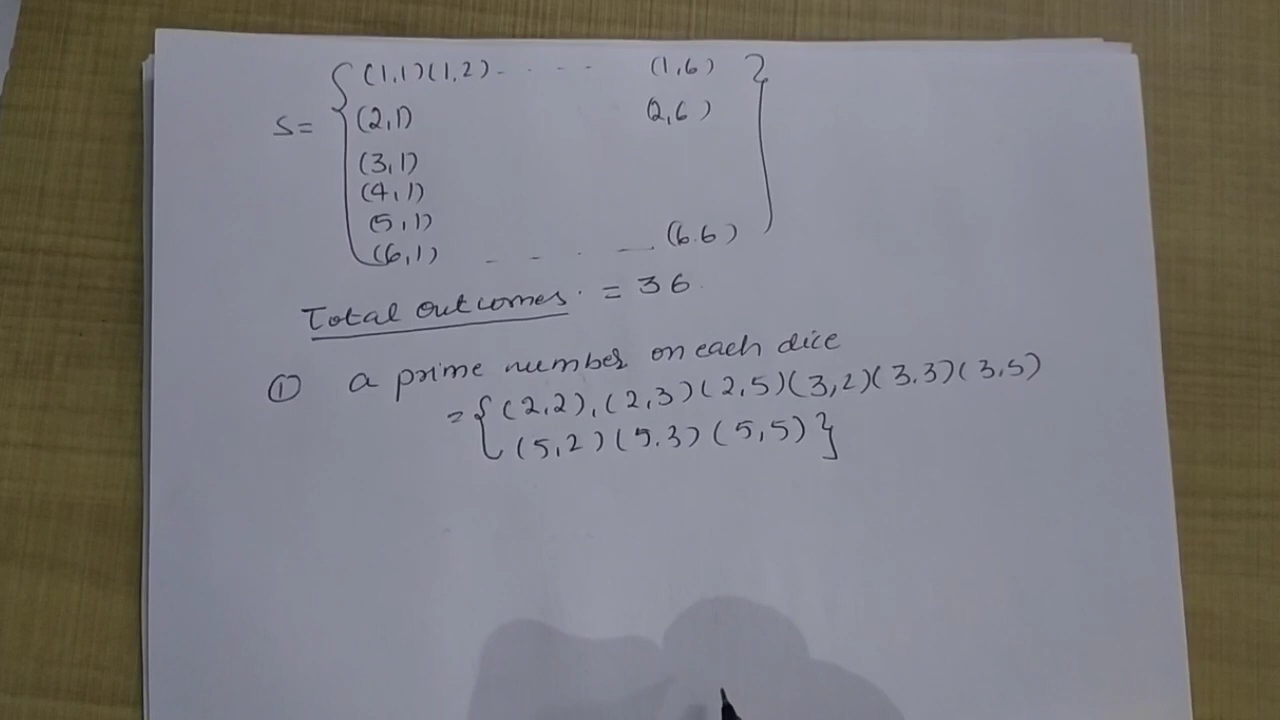 (1,1)(1,2)- - - - (1,6)
S= (2,1) (2,6)
(3,1)
(4,1)
(5,1)
(6,1) - - - - (6.6)
Total outcomes. = 36.
① a prime number on each dice
= { (2,2), (2,3) (2,5) (3,2) (3.3) (3,5)
(5,2) (5.3) (5,5) }